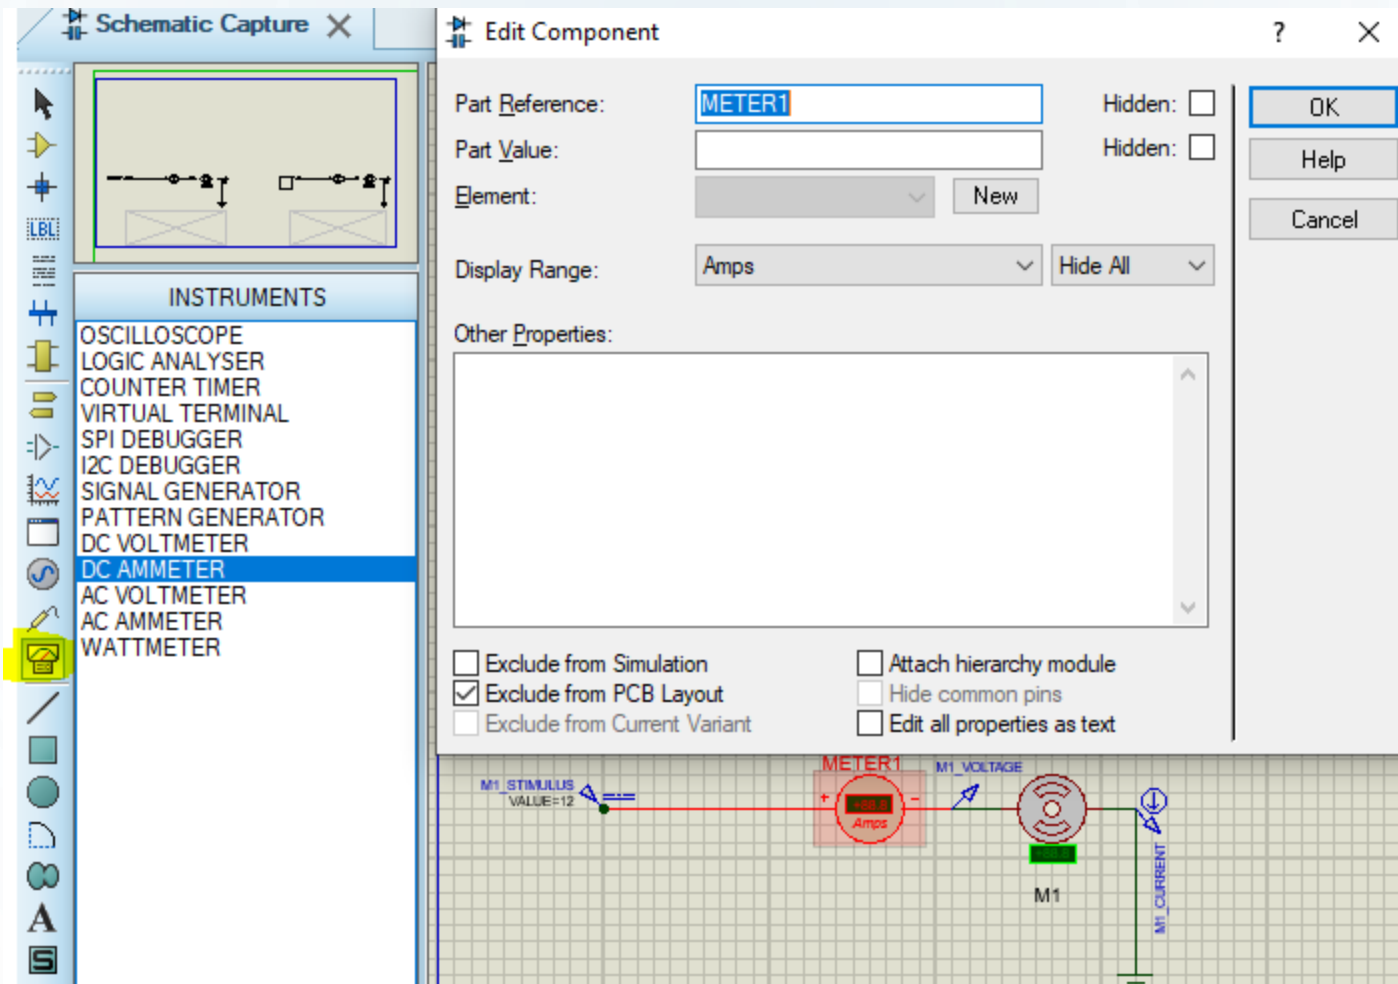 Schematic Capture
Edit Component
?
Part Reference:
METER1
Hidden:
OK
Part Value:
Hidden:
Help
Element:
New
Cancel
Display Range:
Amps
Hide All
Other Properties:
Exclude from Simulation
Attach hierarchy module
Exclude from PCB Layout
Hide common pins
Exclude from Current Variant
Edit all properties as text
LBL
A
S
INSTRUMENTS
OSCILLOSCOPE
LOGIC ANALYSER
COUNTER TIMER
VIRTUAL TERMINAL
SPI DEBUGGER
I2C DEBUGGER
SIGNAL GENERATOR
PATTERN GENERATOR
DC VOLTMETER
DC AMMETER
AC VOLTMETER
AC AMMETER
WATTMETER
METER1
M1_VOLTAGE
M1_STIMULUS
VALUE=12
+
-
+88.8
Amps
M1
M1_CURRENT